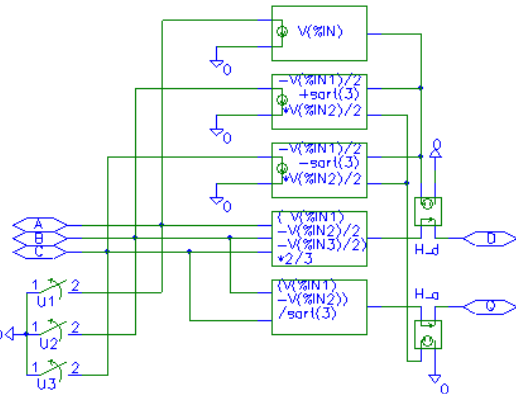 V(%IN)
0
-V(%IN1)/2
+sqrt(3)
*V(%IN2)/2
0
-V(%IN1)/2
-sqrt(3)
*V(%IN2)/2
0
0
A
B
C
( V(%IN1)
-V(%IN2)/2
-V(%IN3)/2)
*2/3
H_d
D
(V(%IN1)
-V(%IN2))
/sqrt(3)
H_q
Q
1 2
U1
0
1 2
U2
1 2
U3
0